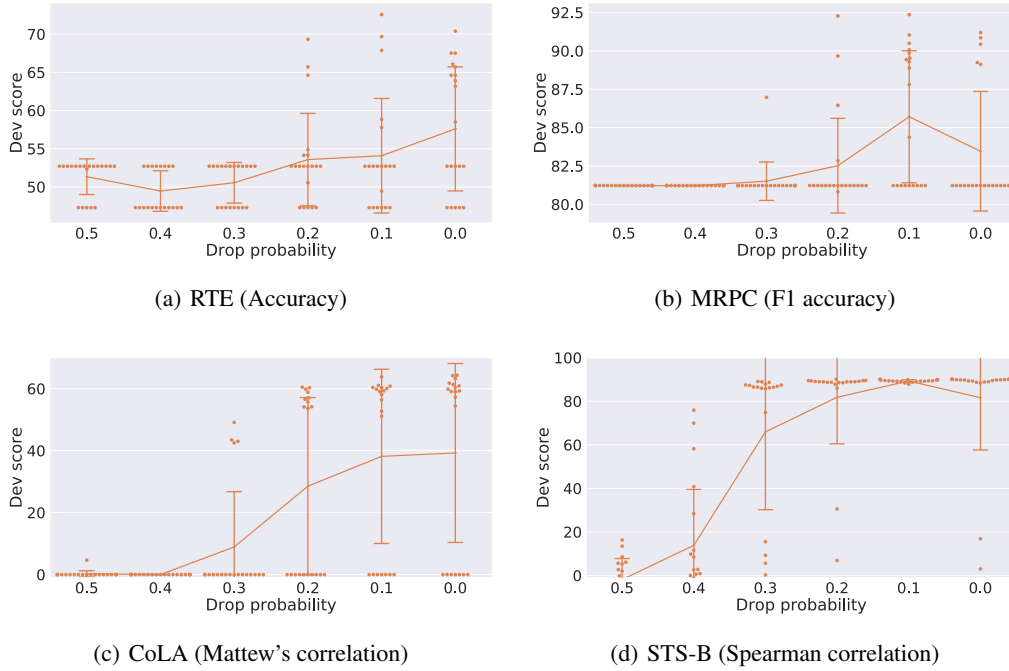 70
65
60
55
50
Dev score
0.5 0.4 0.3 0.2 0.1 0.0
Drop probability
(a) RTE (Accuracy)
92.5
90.0
87.5
85.0
82.5
80.0
Dev score
0.5 0.4 0.3 0.2 0.1 0.0
Drop probability
(b) MRPC (F1 accuracy)
60
40
20
0
Dev score
0.5 0.4 0.3 0.2 0.1 0.0
Drop probability
(c) CoLA (Mattew's correlation)
100
80
60
40
20
0
Dev score
0.5 0.4 0.3 0.2 0.1 0.0
Drop probability
(d) STS-B (Spearman correlation)